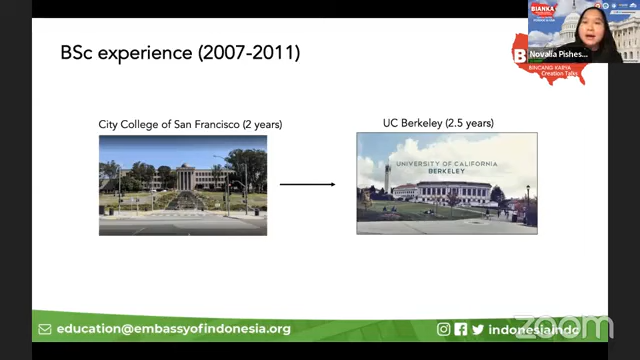 BSc experience (2007-2011)
BIANKA
Novalia Pishes...
B
BINCANG KARYA
Creation Talks
City College of San Francisco (2 years)
UC Berkeley (2.5 years)
UNIVERSITY OF CALIFORNIA
BERKELEY
education@embassyofindonesia.org
indonesiaindc
zoom